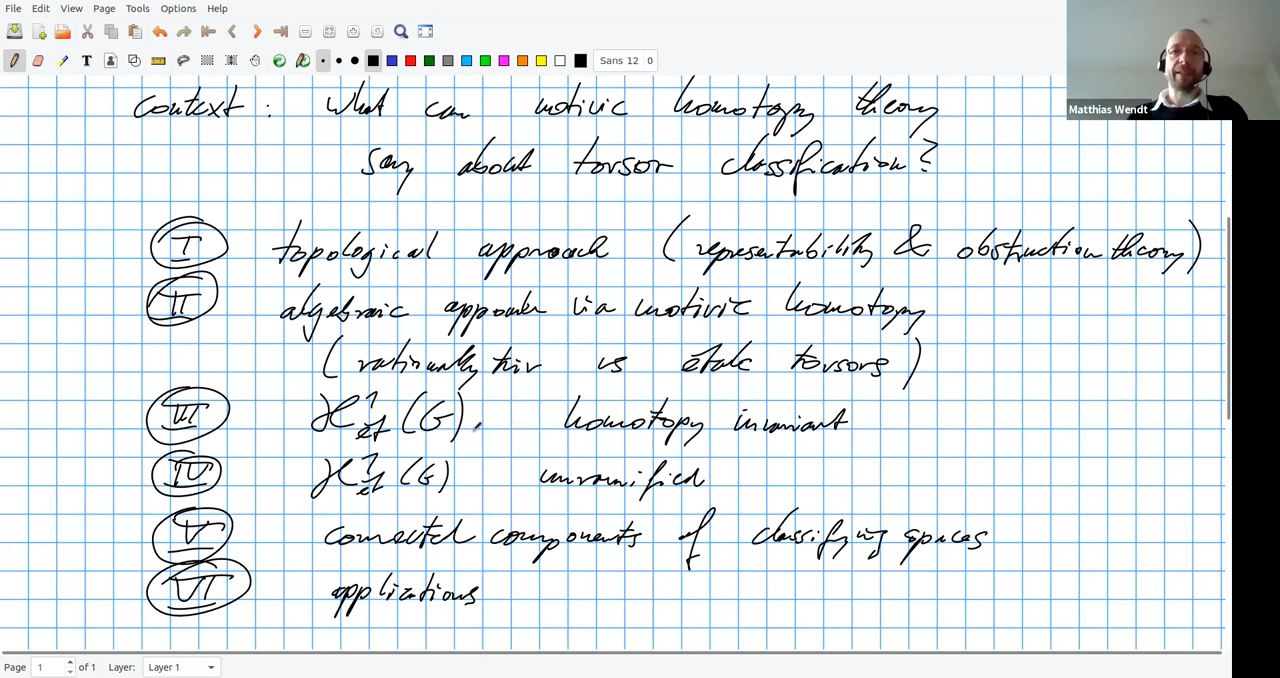 File Edit View Page Tools Options Help
Sans 12 0
Matthias Wendt
Context : What can motivic homotopy theory
say about torsor classification?
I topological approach (representability & obstruction theory)
II algebraic approach via motivic homotopy
(rationally triv vs étale torsors)
III ℋ¹ét(G), homotopy invariant
IV ℋ¹ét(G) unramified
V connected components of classifying spaces
VI applications
Page 1 of 1 Layer: Layer 1